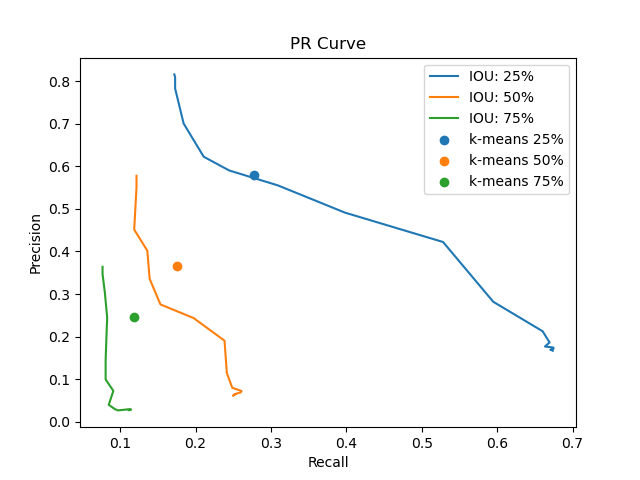 PR Curve
IOU: 25%
IOU: 50%
IOU: 75%
k-means 25%
k-means 50%
k-means 75%
Precision
0.8
0.7
0.6
0.5
0.4
0.3
0.2
0.1
0.0
0.1 0.2 0.3 0.4 0.5 0.6 0.7
Recall